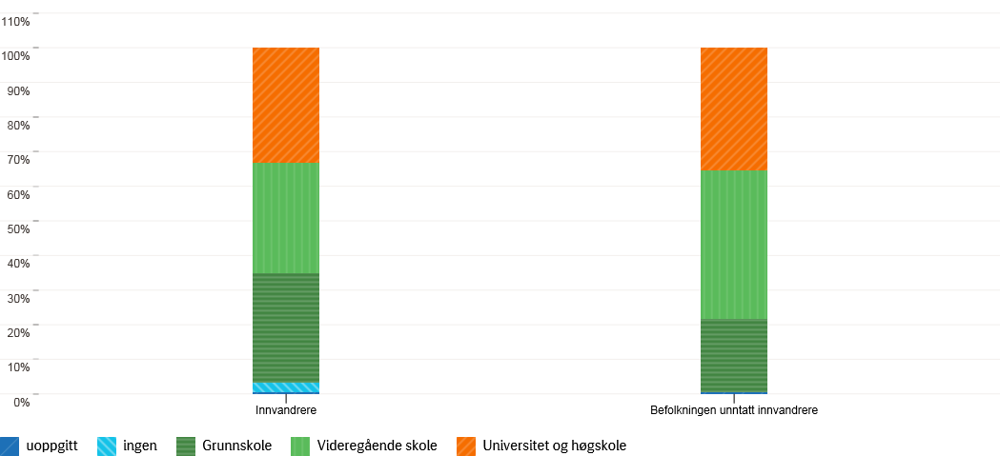 110%
100%
90%
80%
70%
60%
50%
40%
30%
20%
10%
0%
Innvandrere
Befolkningen unntatt innvandrere
uoppgitt
ingen
Grunnskole
Videregående skole
Universitet og høgskole